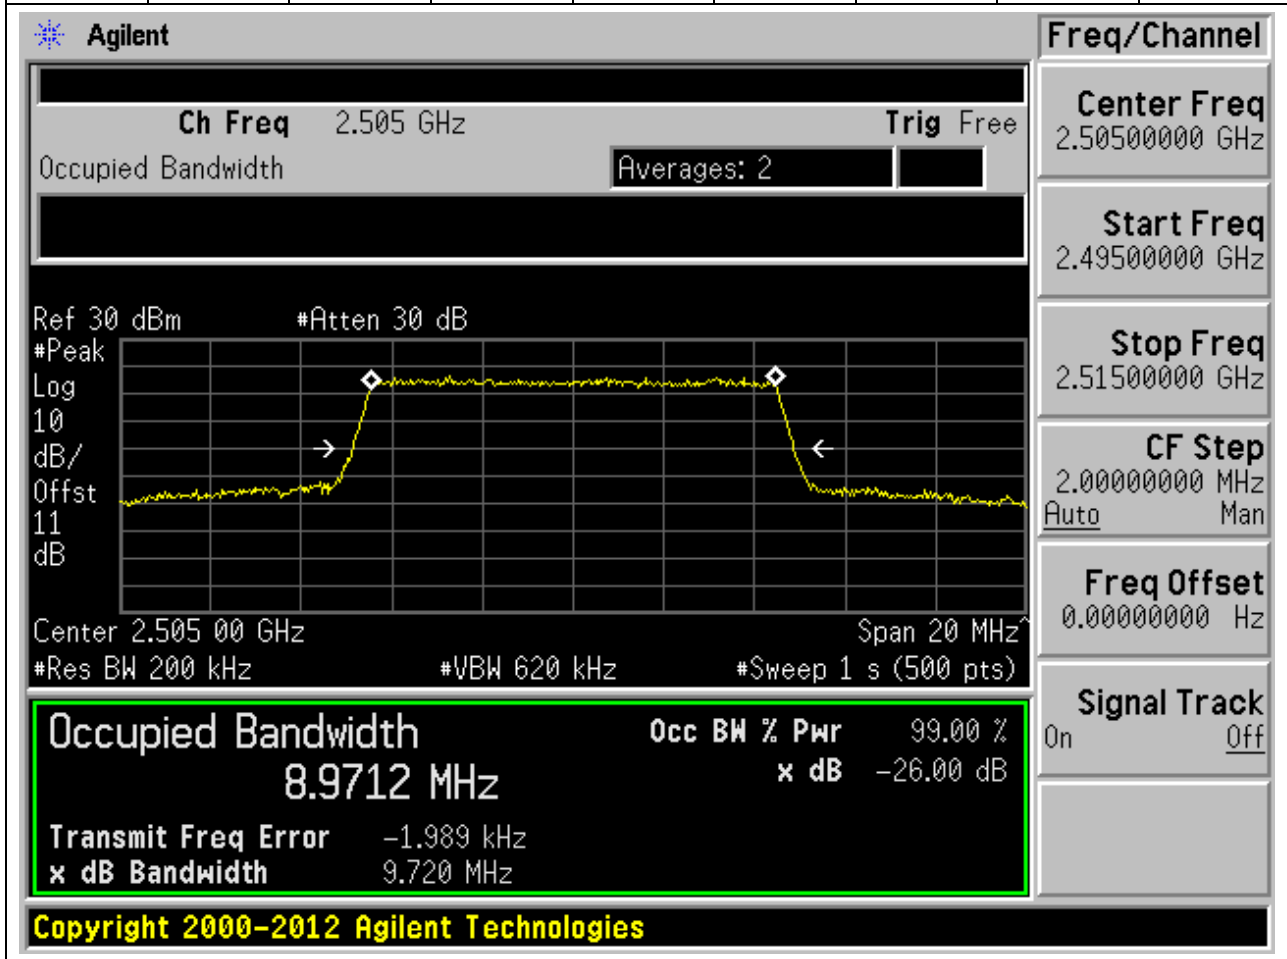 Agilent
Freq/Channel
Ch Freq 2.505 GHz Trig Free
Occupied Bandwidth Averages: 2
Center Freq
2.50500000 GHz
Start Freq
2.49500000 GHz
Stop Freq
2.51500000 GHz
CF Step
2.00000000 MHz
Auto Man
Freq Offset
0.00000000 Hz
Signal Track
On Off
Ref 30 dBm #Atten 30 dB
#Peak
Log
10
dB/
Offst
11
dB
Center 2.505 00 GHz Span 20 MHz^
#Res BW 200 kHz #VBW 620 kHz #Sweep 1 s (500 pts)
Occupied Bandwidth Occ BW % Pwr 99.00 %
8.9712 MHz x dB -26.00 dB
Transmit Freq Error -1.989 kHz
x dB Bandwidth 9.720 MHz
Copyright 2000-2012 Agilent Technologies